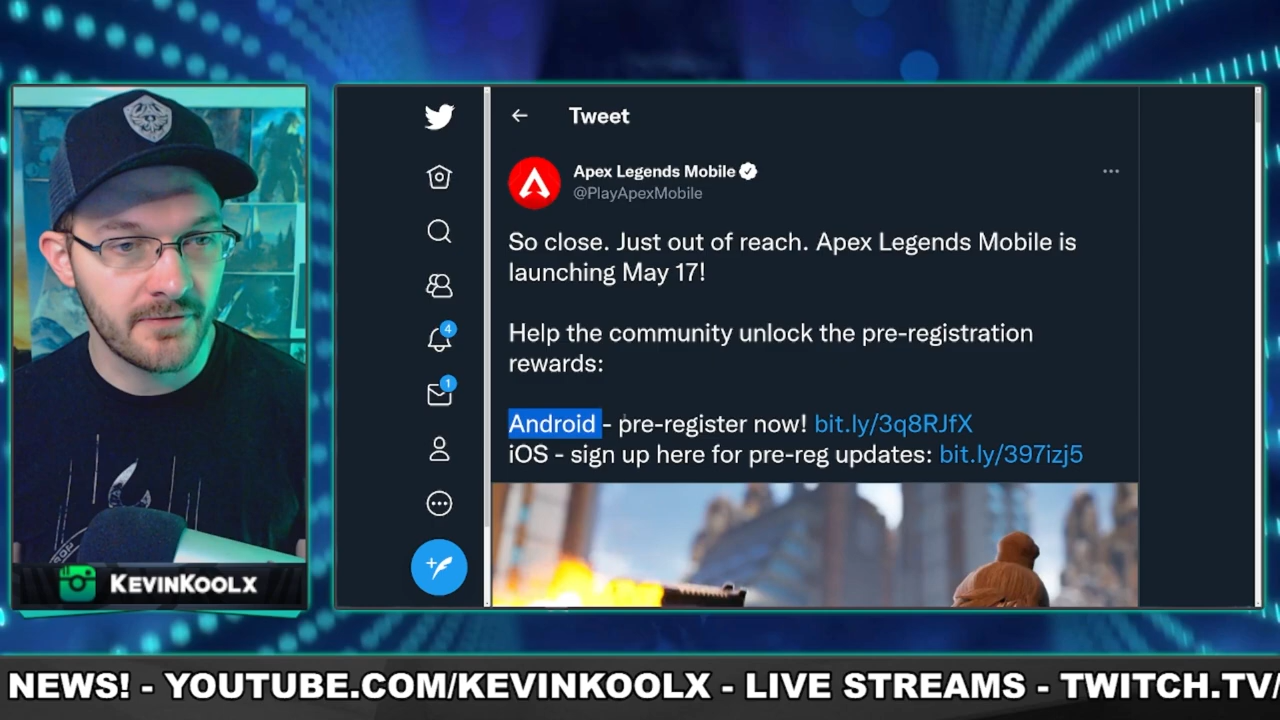 Tweet
Apex Legends Mobile
@PlayApexMobile
So close. Just out of reach. Apex Legends Mobile is
launching May 17!
Help the community unlock the pre-registration
rewards:
Android - pre-register now! bit.ly/3q8RJfX
iOS - sign up here for pre-reg updates: bit.ly/397izj5
4
1
KEVINKOOLX
NEWS! - YOUTUBE.COM/KEVINKOOLX - LIVE STREAMS - TWITCH.TV/